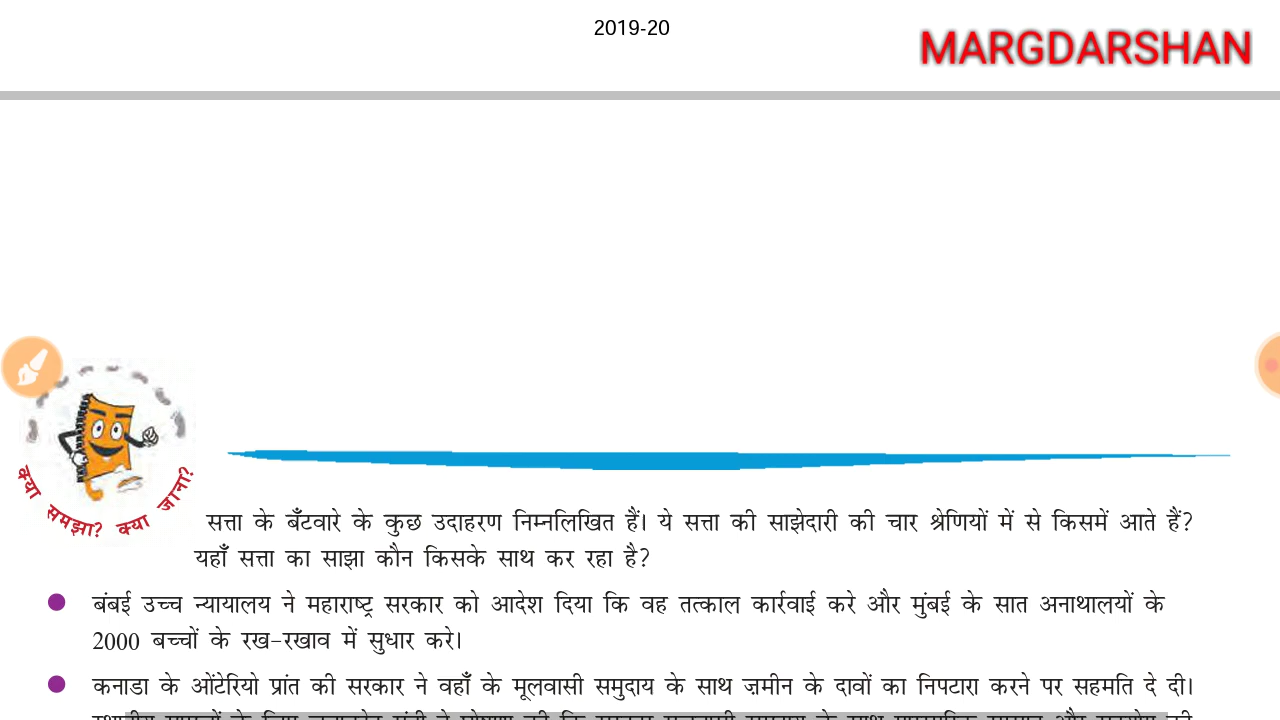 2019-20
MARGDARSHAN
क्या समझा? क्या जाना?
सत्ता के बँटवारे के कुछ उदाहरण निम्नलिखित हैं। ये सत्ता की साझेदारी की चार श्रेणियों में से किसमें आते हैं?
यहाँ सत्ता का साझा कौन किसके साथ कर रहा है?
बंबई उच्च न्यायालय ने महाराष्ट्र सरकार को आदेश दिया कि वह तत्काल कार्रवाई करे और मुंबई के सात अनाथालयों के
2000 बच्चों के रख-रखाव में सुधार करे।
कनाडा के ओंटेरियो प्रांत की सरकार ने वहाँ के मूलवासी समुदाय के साथ ज़मीन के दावों का निपटारा करने पर सहमति दे दी।